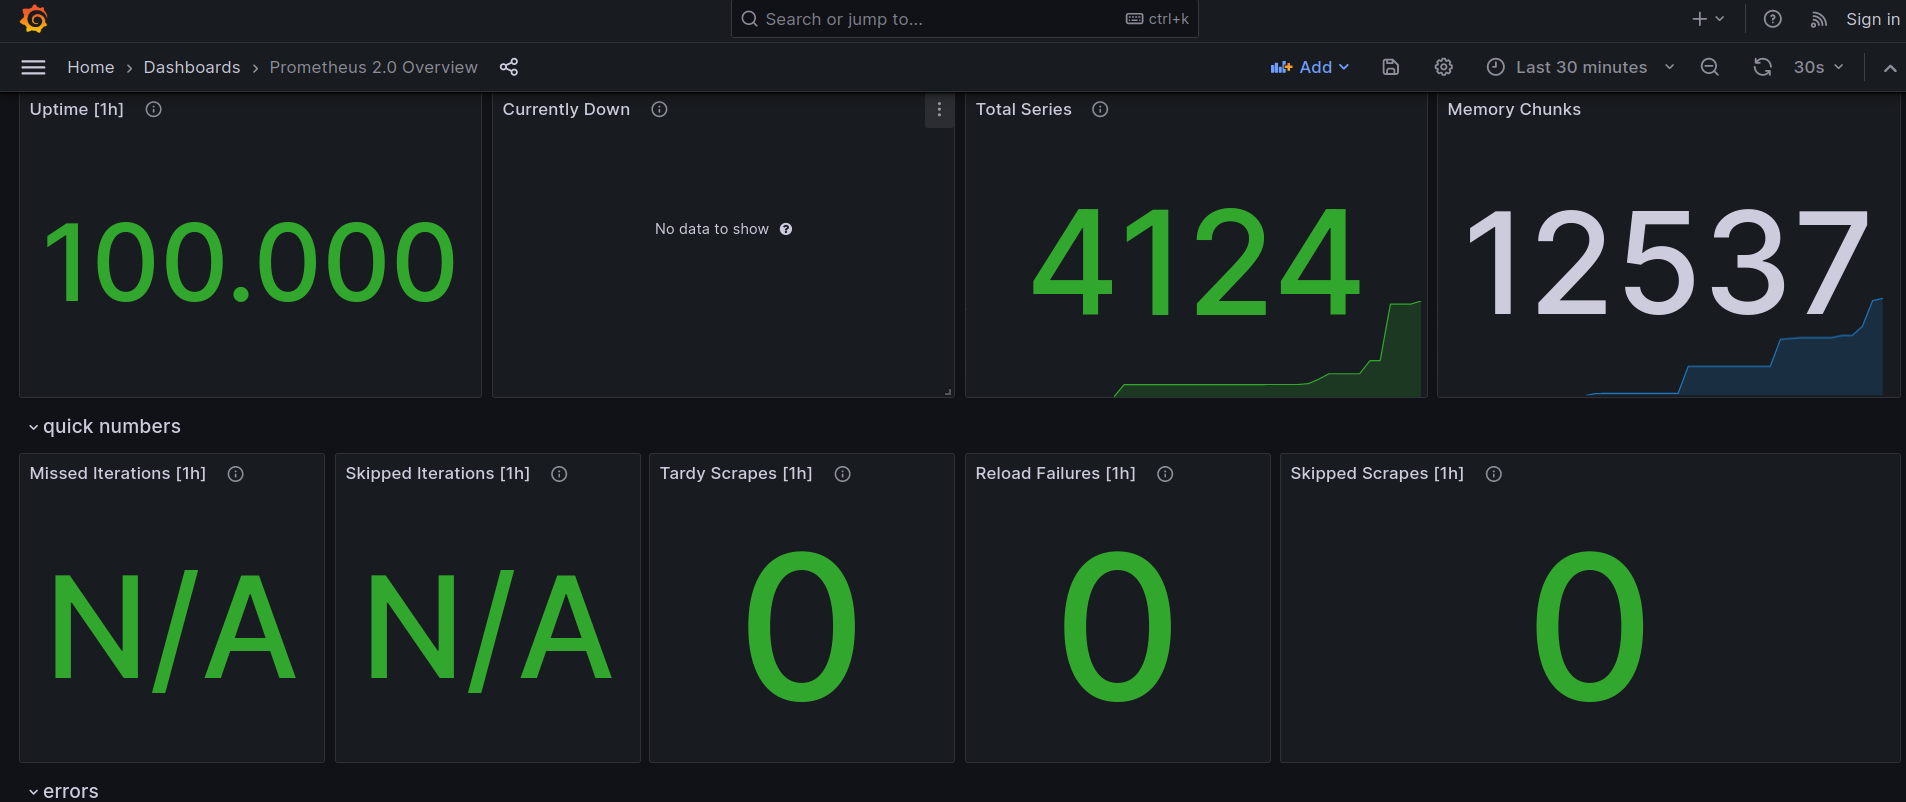 Search or jump to...
ctrl+k
Sign in
Home › Dashboards › Prometheus 2.0 Overview
Add
Last 30 minutes
30s
Uptime [1h]
Currently Down
Total Series
Memory Chunks
100.000
No data to show
4124
12537
quick numbers
Missed Iterations [1h]
Skipped Iterations [1h]
Tardy Scrapes [1h]
Reload Failures [1h]
Skipped Scrapes [1h]
N/A
N/A
0
0
0
errors